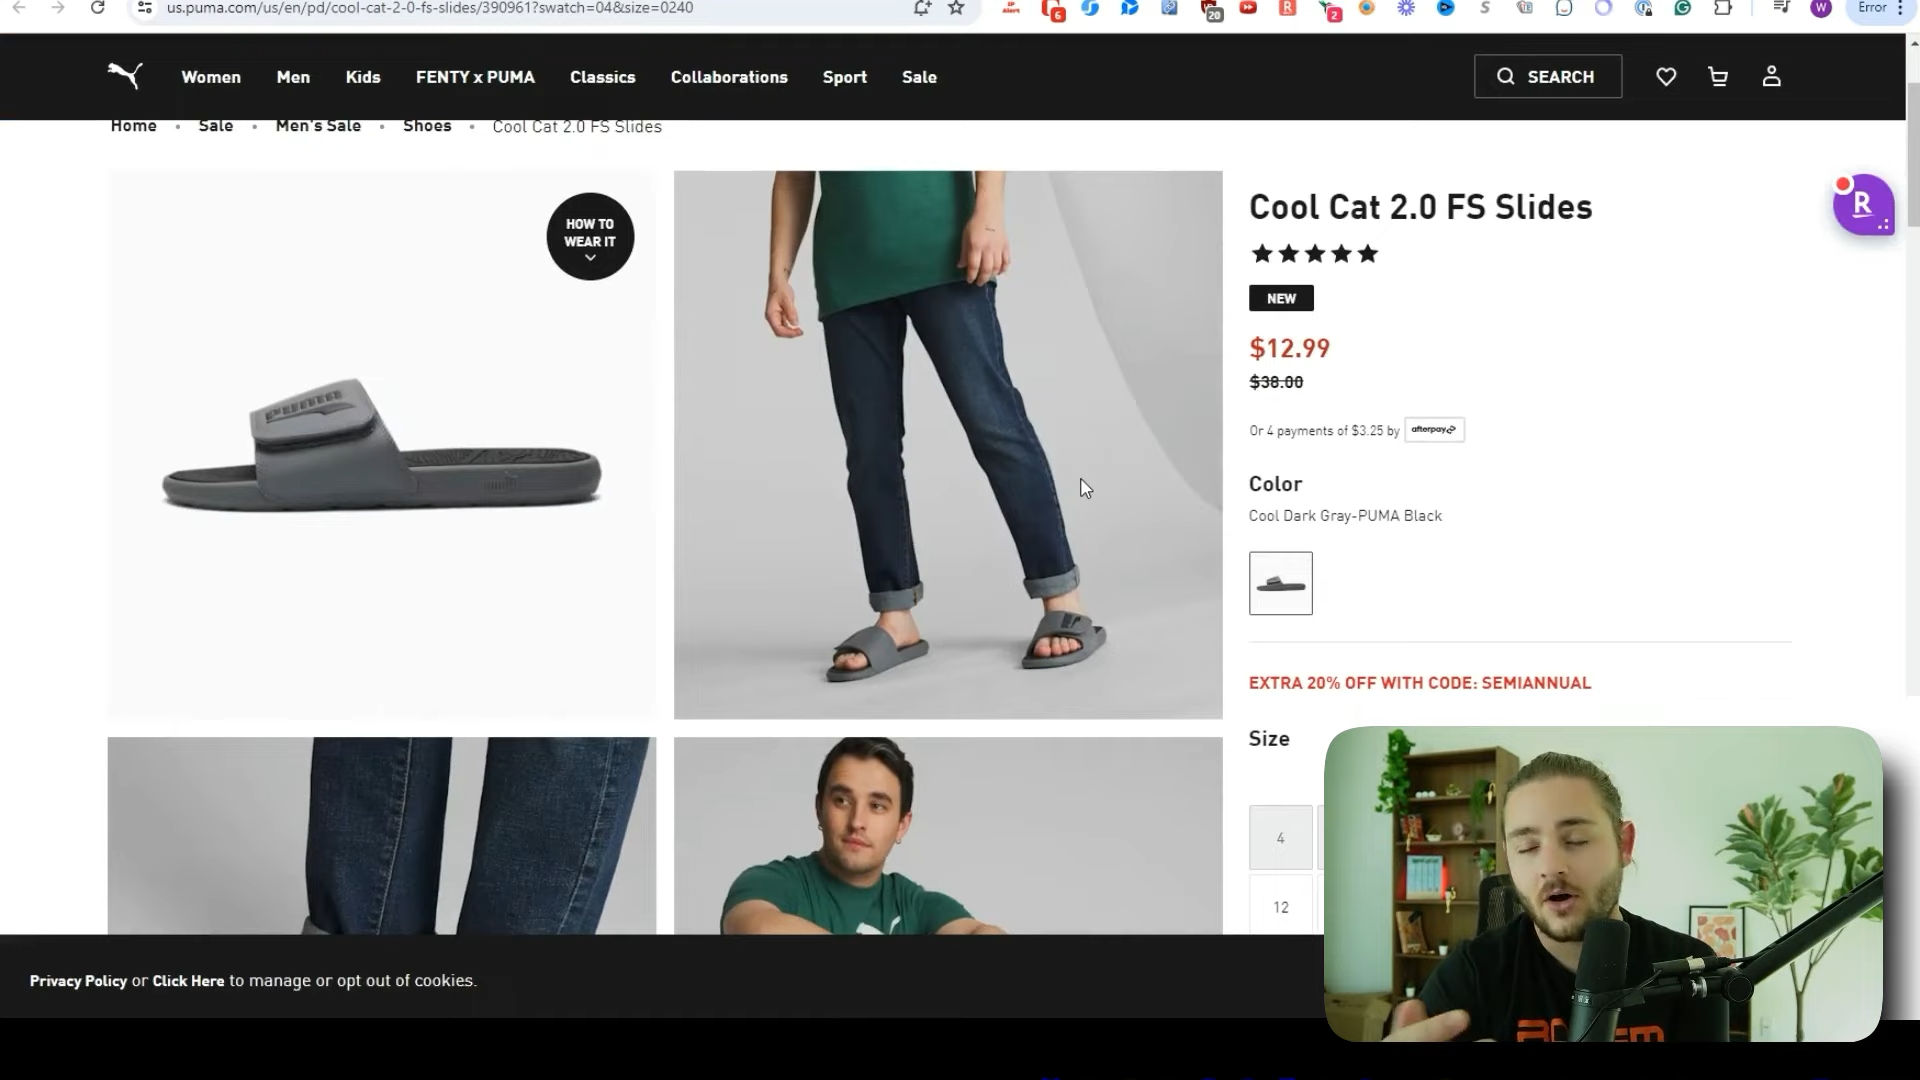 us.puma.com/us/en/pd/cool-cat-2-0-fs-slides/390961?swatch=04&size=0240
6
20
2
W
Error
Women
Men
Kids
FENTY x PUMA
Classics
Collaborations
Sport
Sale
SEARCH
Home • Sale • Men's Sale • Shoes • Cool Cat 2.0 FS Slides
HOW TO
WEAR IT
PUMA
Cool Cat 2.0 FS Slides
R
NEW
$12.99
$38.00
Or 4 payments of $3.25 by afterpay
Color
Cool Dark Gray-PUMA Black
EXTRA 20% OFF WITH CODE: SEMIANNUAL
Size
4
12
Privacy Policy or Click Here to manage or opt out of cookies.